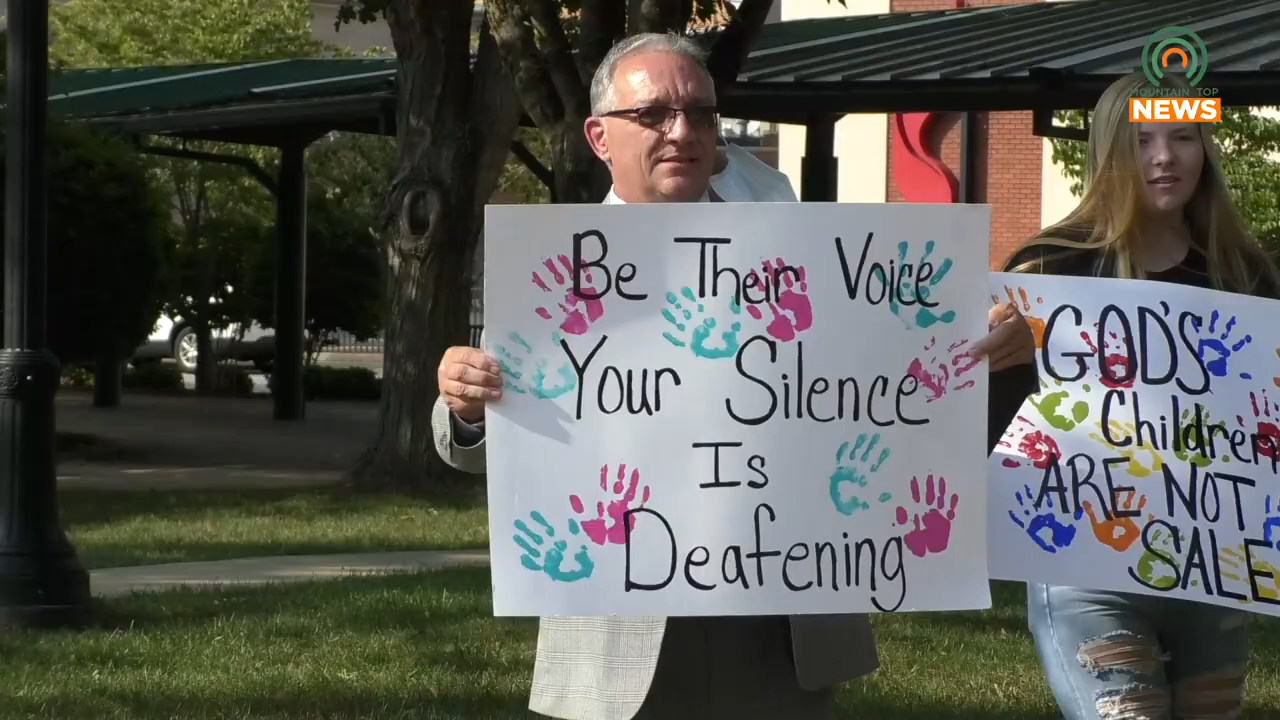 MOUNTAIN TOP
NEWS
Be Their Voice
Your Silence
Is
Deafening
GOD'S
Children
ARE NOT
SALE